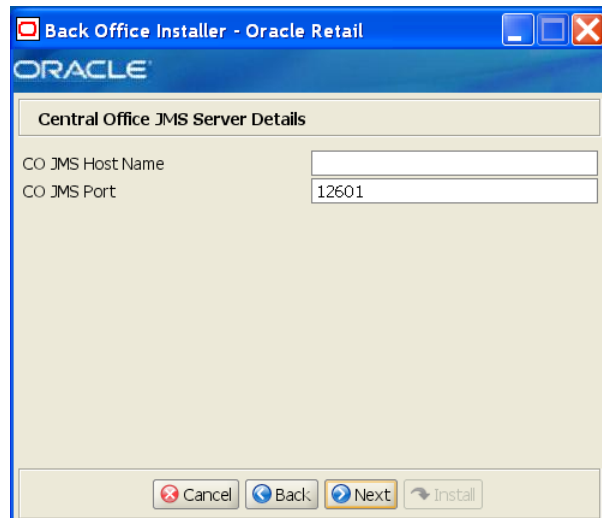 Back Office Installer - Oracle Retail
ORACLE
Central Office JMS Server Details
CO JMS Host Name
CO JMS Port 12601
Cancel Back Next Install